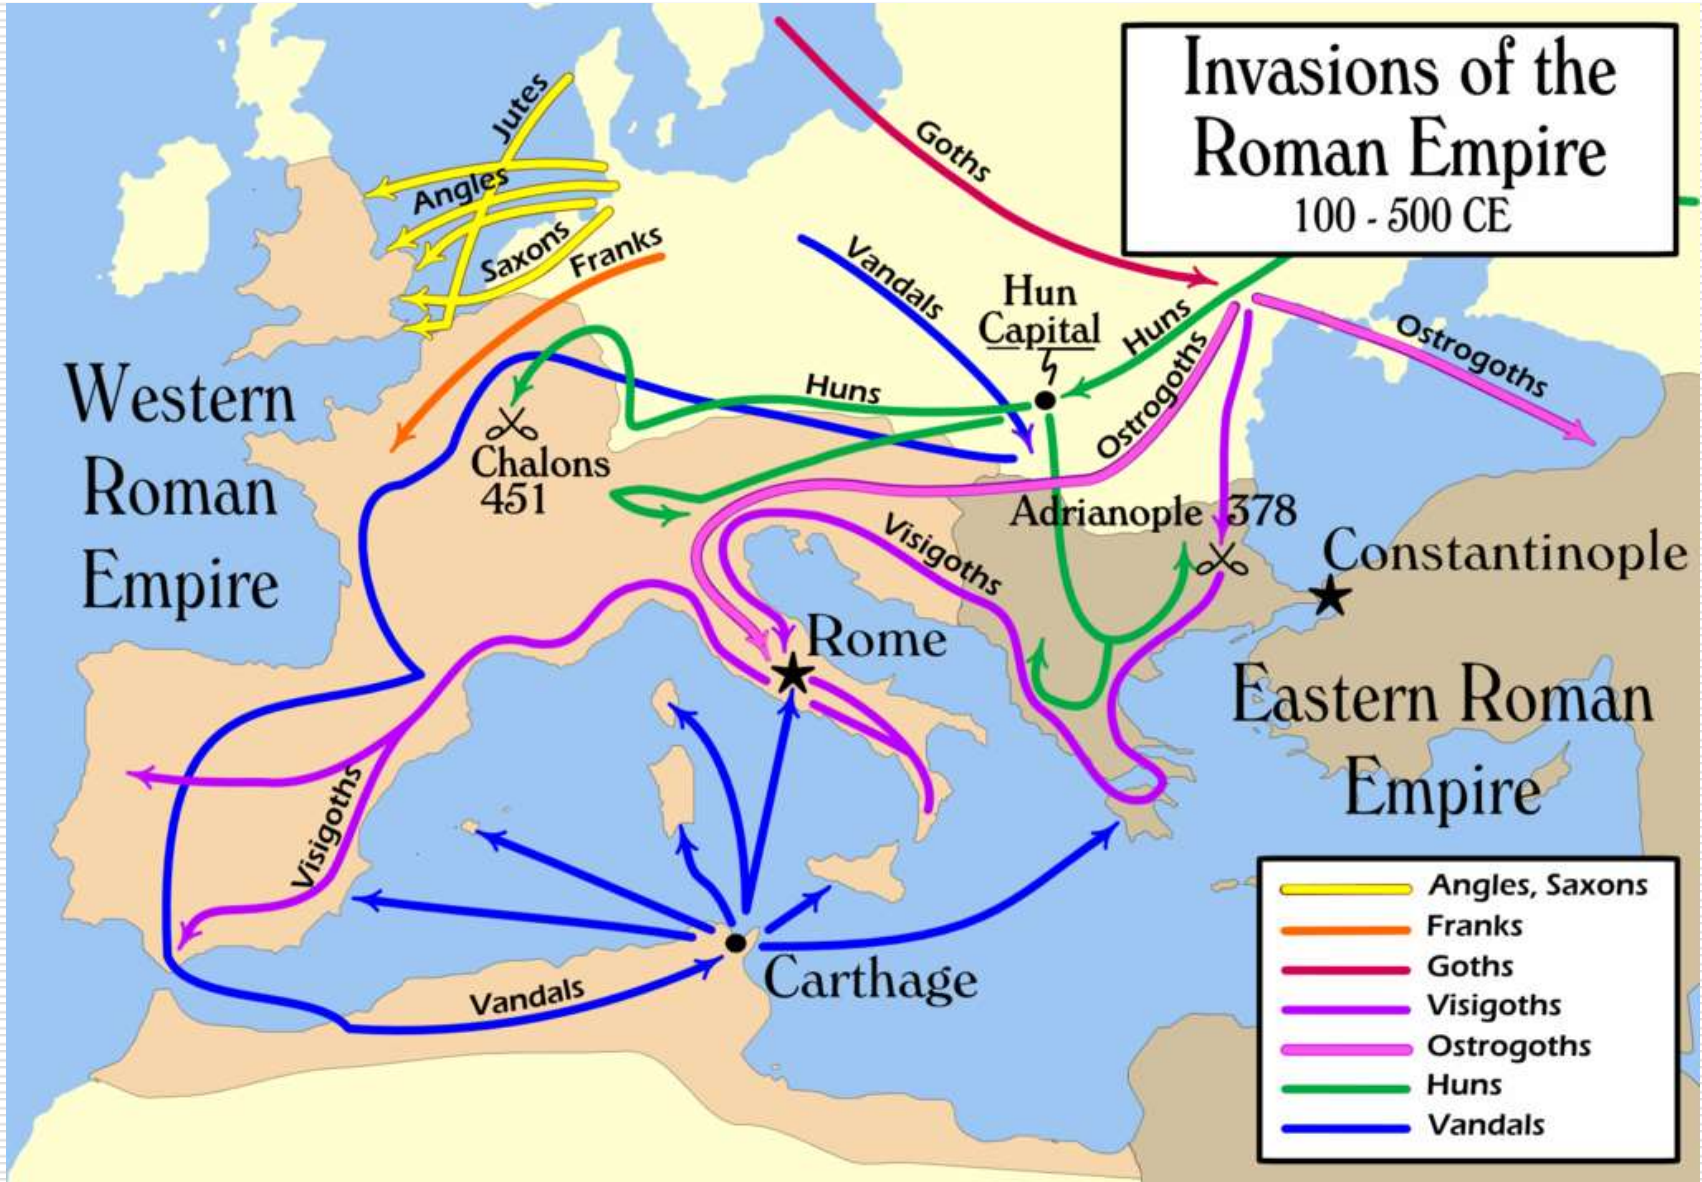 Invasions of the
Roman Empire
100 - 500 CE
Jutes
Angles
Saxons
Franks
Goths
Vandals
Hun
Capital
Huns
Ostrogoths
Ostrogoths
Huns
Western
Roman
Empire
Chalons
451
Adrianople 378
Visigoths
Constantinople
Rome
Eastern Roman
Empire
Visigoths
Carthage
Vandals
Angles, Saxons
Franks
Goths
Visigoths
Ostrogoths
Huns
Vandals